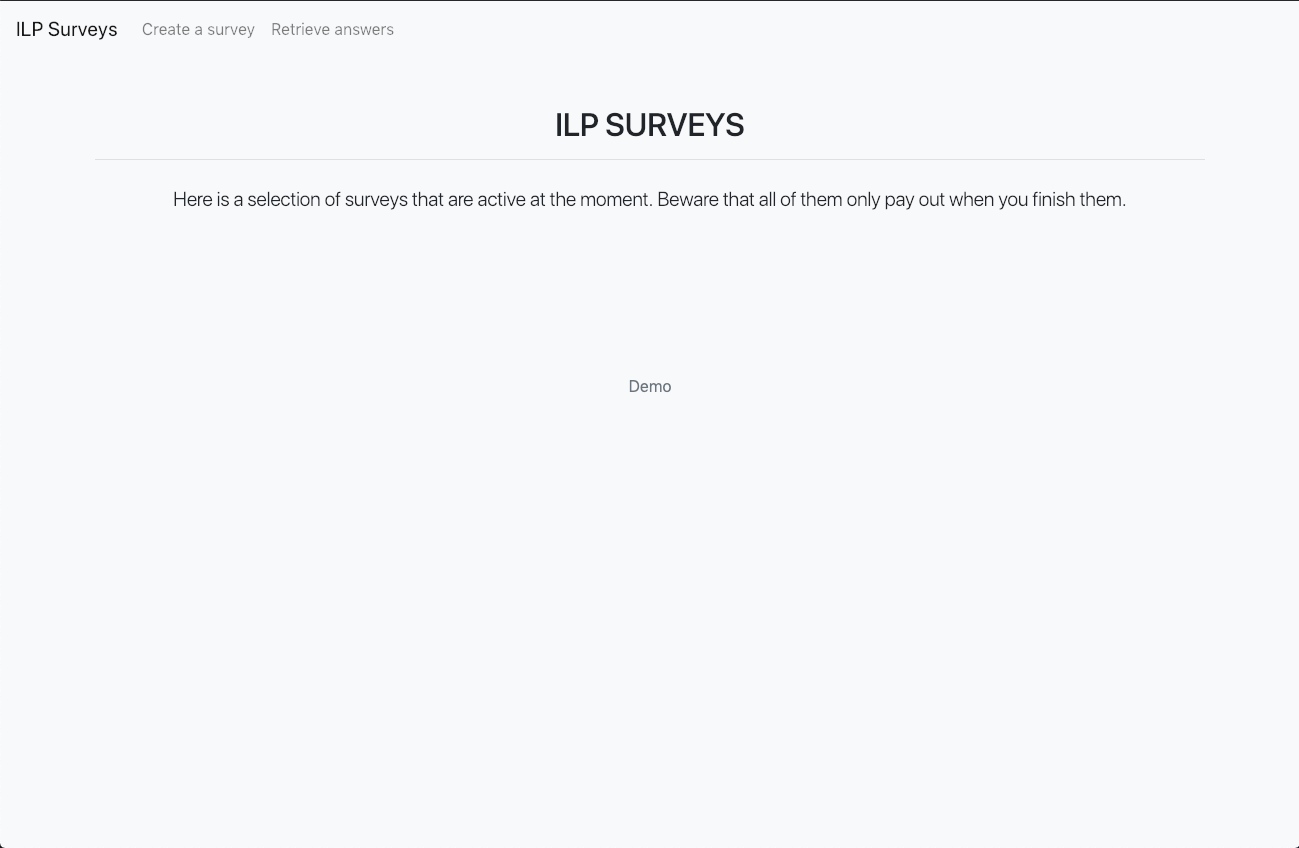 ILP Surveys Create a survey Retrieve answers
ILP SURVEYS
Here is a selection of surveys that are active at the moment. Beware that all of them only pay out when you finish them.
Demo